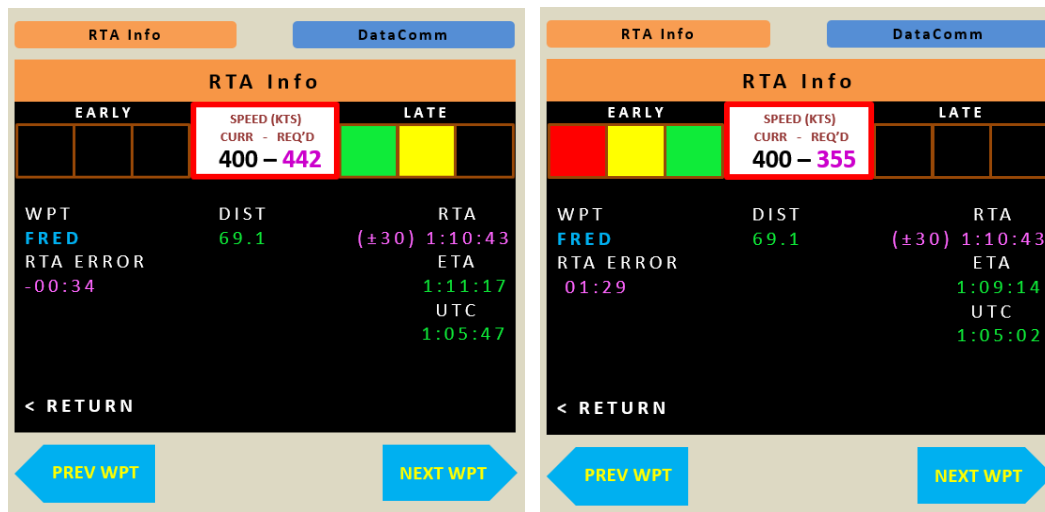 RTA Info DataComm
RTA Info
EARLY SPEED (KTS) LATE
CURR - REQ'D
400 – 442
WPT DIST RTA
FRED 69.1 (±30) 1:10:43
RTA ERROR ETA
-00:34 1:11:17
UTC
1:05:47
< RETURN
PREV WPT NEXT WPT
RTA Info DataComm
RTA Info
EARLY SPEED (KTS) LATE
CURR - REQ'D
400 – 355
WPT DIST RTA
FRED 69.1 (±30) 1:10:43
RTA ERROR ETA
01:29 1:09:14
UTC
1:05:02
< RETURN
PREV WPT NEXT WPT